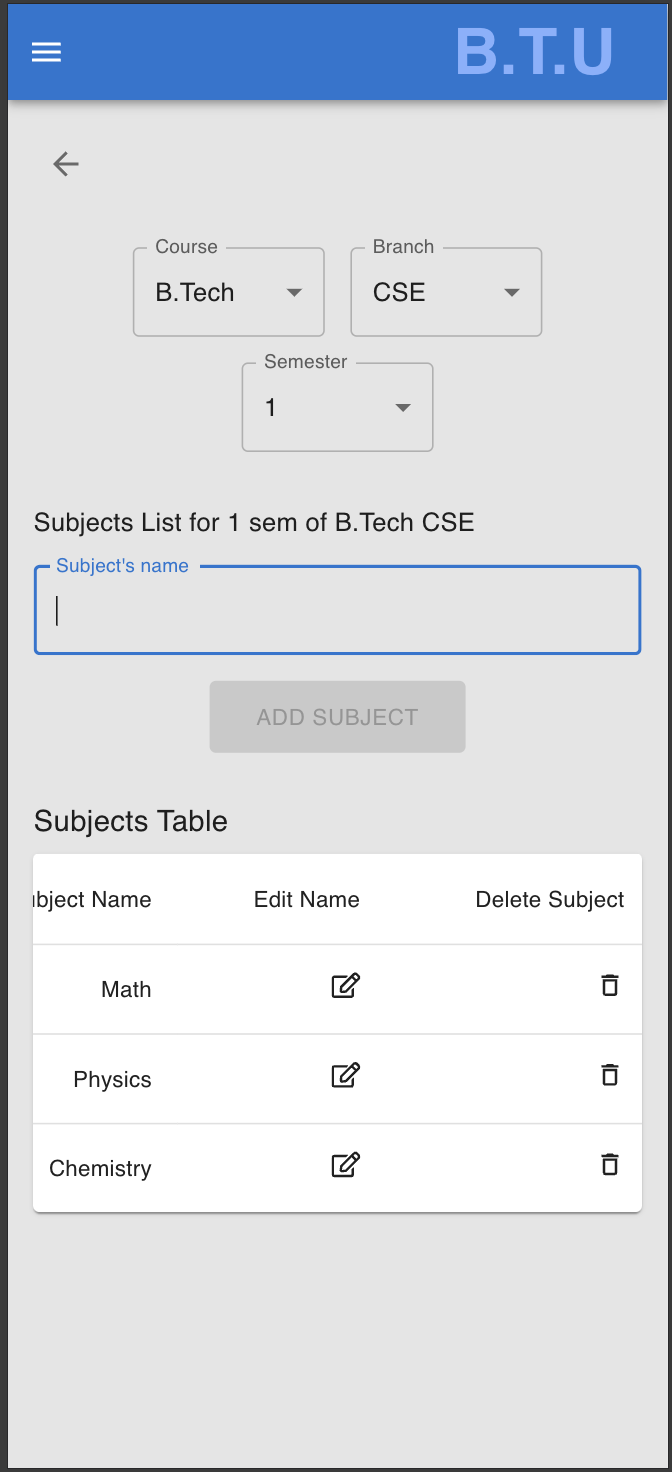 B.T.U
Course
Branch
B.Tech
CSE
Semester
1
Subjects List for 1 sem of B.Tech CSE
Subject's name
ADD SUBJECT
Subjects Table
ubject Name Edit Name Delete Subject
Math
Physics
Chemistry